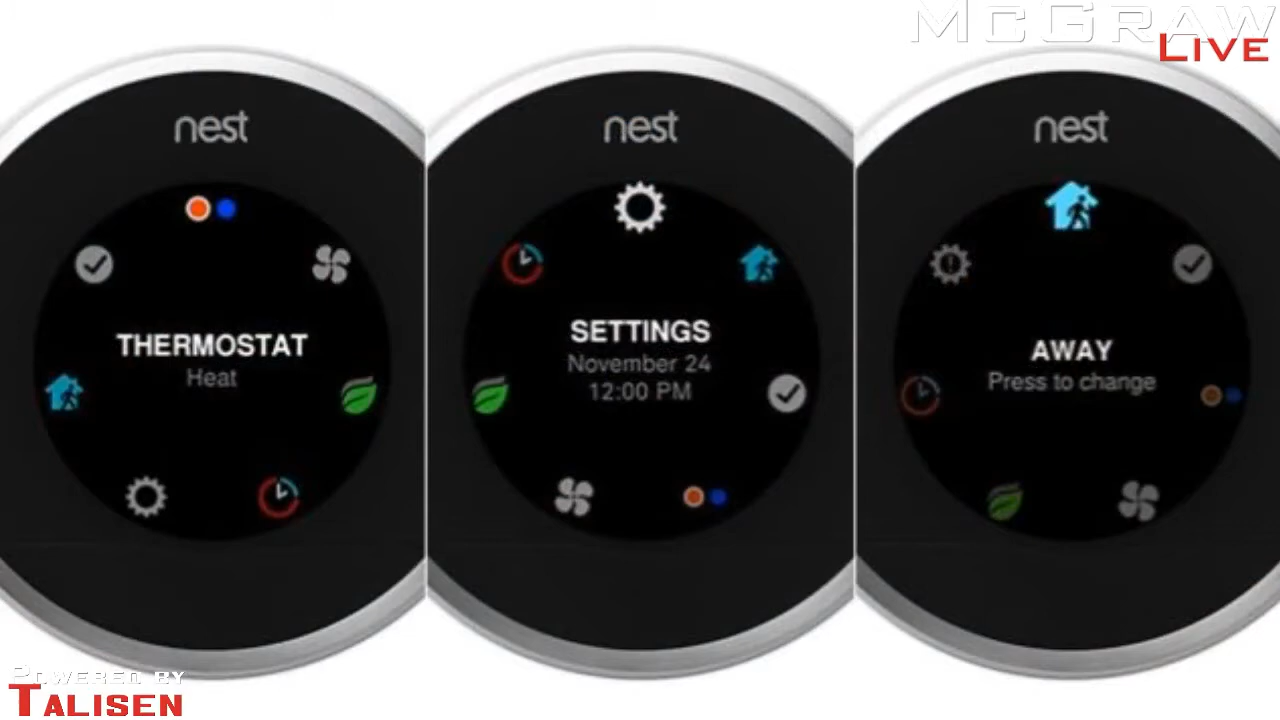 McGraw
Live
nest
THERMOSTAT
Heat
nest
SETTINGS
November 24
12:00 PM
nest
AWAY
Press to change
Powered by
Talisen